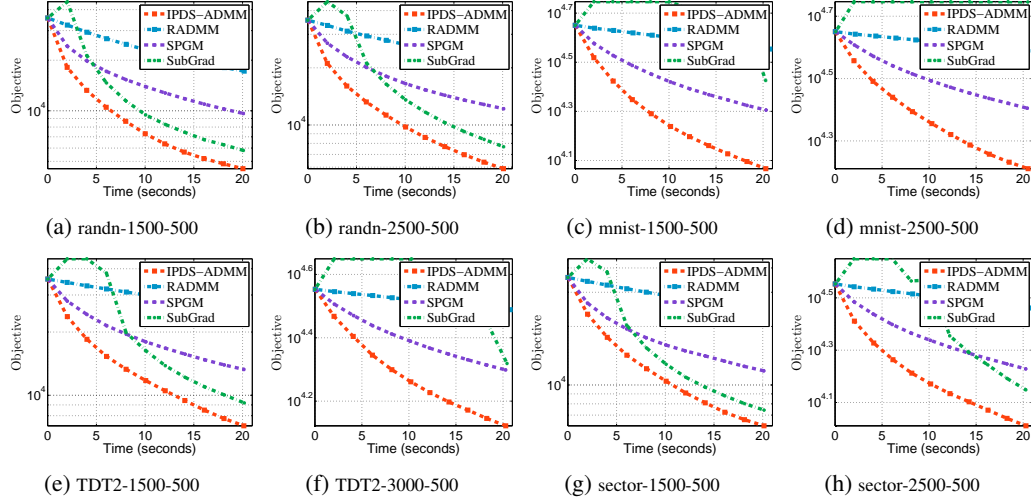 Objective
10^4
0 5 10 15 20
Time (seconds)
IPDS-ADMM
RADMM
SPGM
SubGrad
(a) randn-1500-500
Objective
10^4
0 5 10 15 20
Time (seconds)
IPDS-ADMM
RADMM
SPGM
SubGrad
(b) randn-2500-500
Objective
10^4.7
10^4.5
10^4.3
10^4.1
0 5 10 15 20
Time (seconds)
IPDS-ADMM
RADMM
SPGM
SubGrad
(c) mnist-1500-500
Objective
10^4.7
10^4.5
10^4.3
0 5 10 15 20
Time (seconds)
IPDS-ADMM
RADMM
SPGM
SubGrad
(d) mnist-2500-500
Objective
10^4
0 5 10 15 20
Time (seconds)
IPDS-ADMM
RADMM
SPGM
SubGrad
(e) TDT2-1500-500
Objective
10^4.6
10^4.4
10^4.2
0 5 10 15 20
Time (seconds)
IPDS-ADMM
RADMM
SPGM
SubGrad
(f) TDT2-3000-500
Objective
10^4
0 5 10 15 20
Time (seconds)
IPDS-ADMM
RADMM
SPGM
SubGrad
(g) sector-1500-500
Objective
10^4.5
10^4.3
10^4.1
0 5 10 15 20
Time (seconds)
IPDS-ADMM
RADMM
SPGM
SubGrad
(h) sector-2500-500